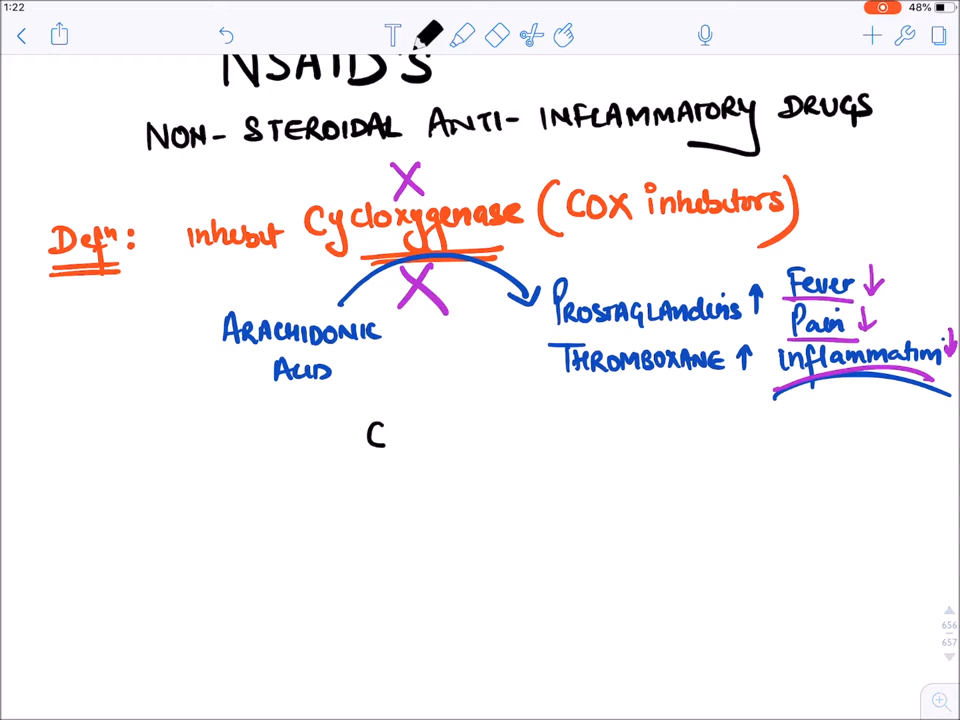 1:22
48%
T
NSAID'S
NON-STEROIDAL ANTI-INFLAMMATORY DRUGS
Defⁿ: inhibit Cycloxygenase (COX inhibitors)
X
X
ARACHIDONIC
ACID
PROSTAGLANDINS ↑
THROMBOXANE ↑
Fever ↓
Pain ↓
inflammation ↓
C
656
657